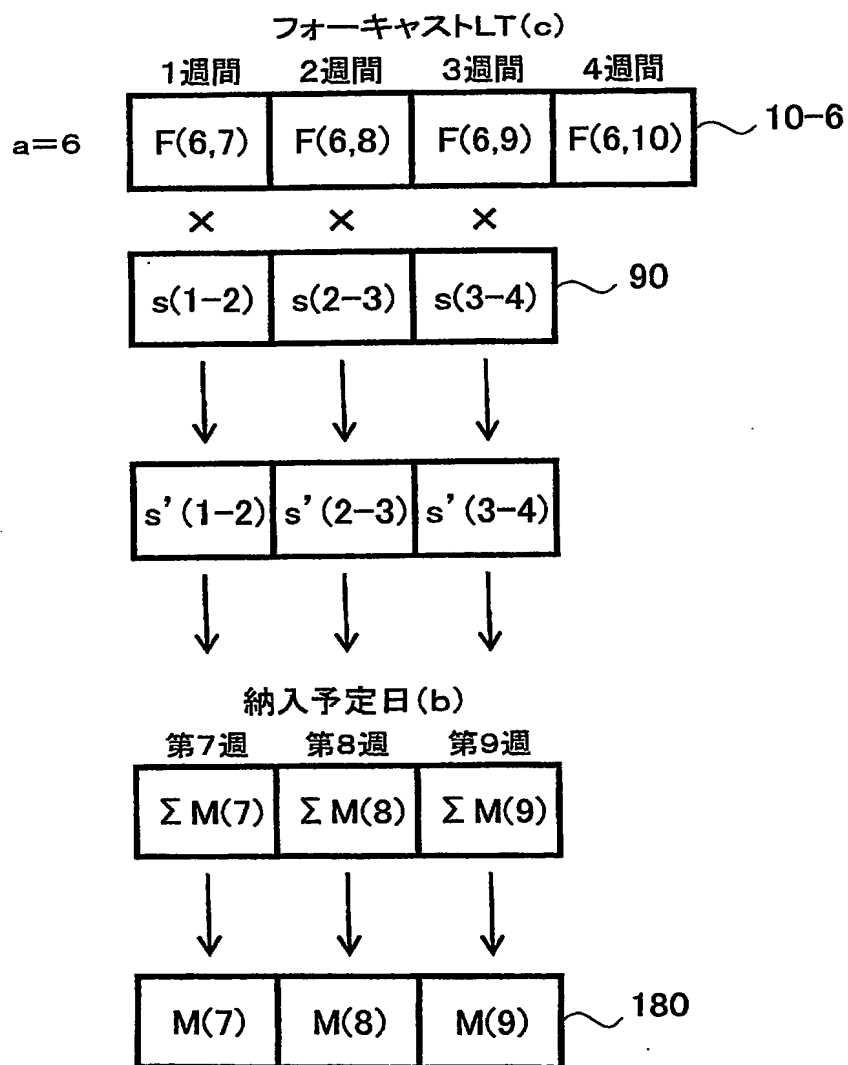 フォーキャストLT(c)
1週間 2週間 3週間 4週間
a=6 F(6,7) F(6,8) F(6,9) F(6,10) 10-6
× × ×
s(1-2) s(2-3) s(3-4) 90
s'(1-2) s'(2-3) s'(3-4)
納入予定日(b)
第7週 第8週 第9週
ΣM(7) ΣM(8) ΣM(9)
M(7) M(8) M(9) 180